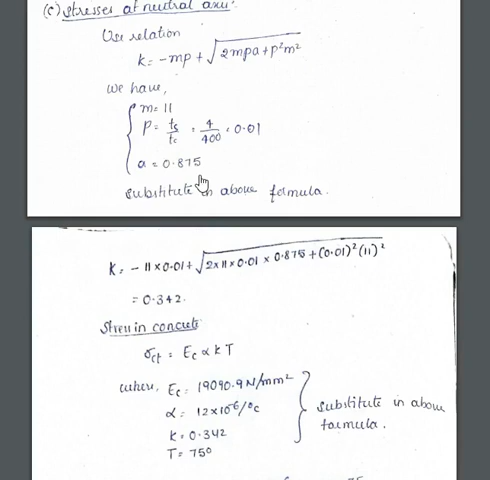 (c) stresses at neutral axis:
Use relation
k = -mp + √2mpa + p²m²
we have,
m = 11
p = ts/tc = 4/400 = 0.01
a = 0.875
substitute in above formula.
k = - 11 × 0.01 + √2×11×0.01 × 0.875 + (0.01)² (11)²
= 0.342.
Stress in concrete
σct = Ec α k T
where, Ec = 19090.9 N/mm²
α = 12×10⁻⁶/°c
k = 0.342
T = 75°
substitute in above
formula.